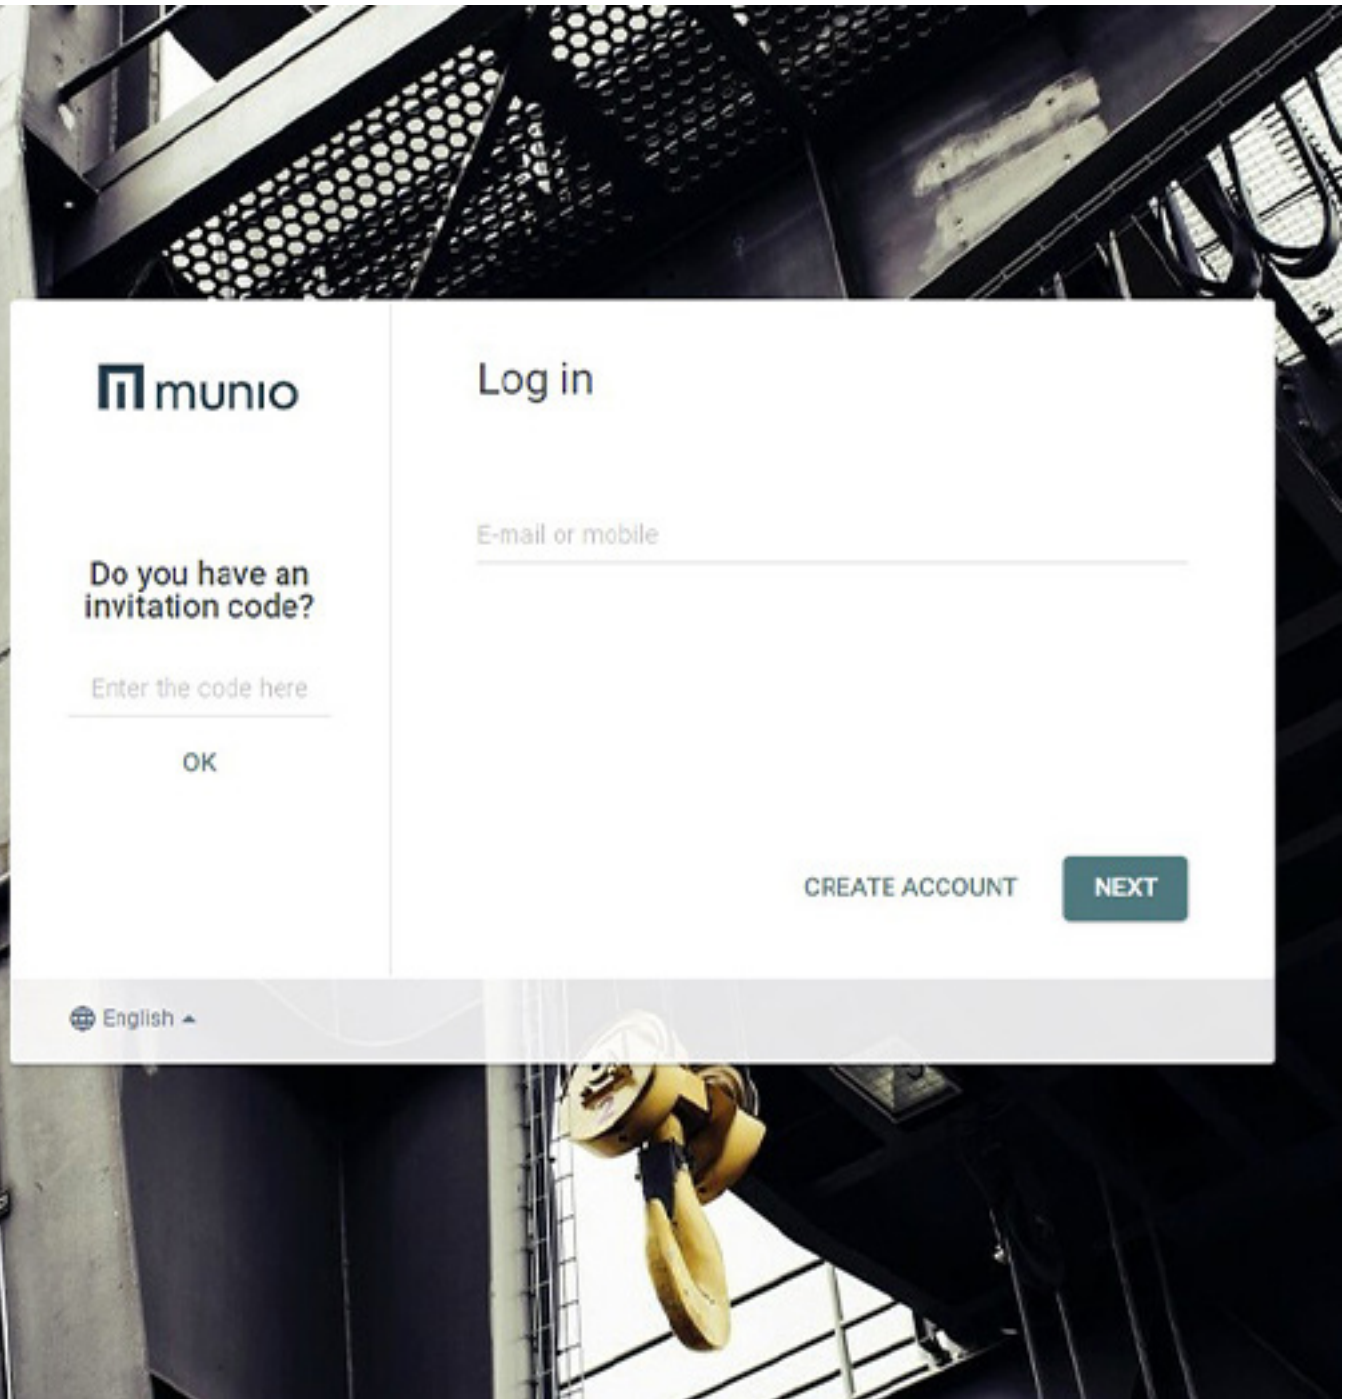 munio
Do you have an
invitation code?
Enter the code here
OK
Log in
E-mail or mobile
CREATE ACCOUNT
NEXT
English